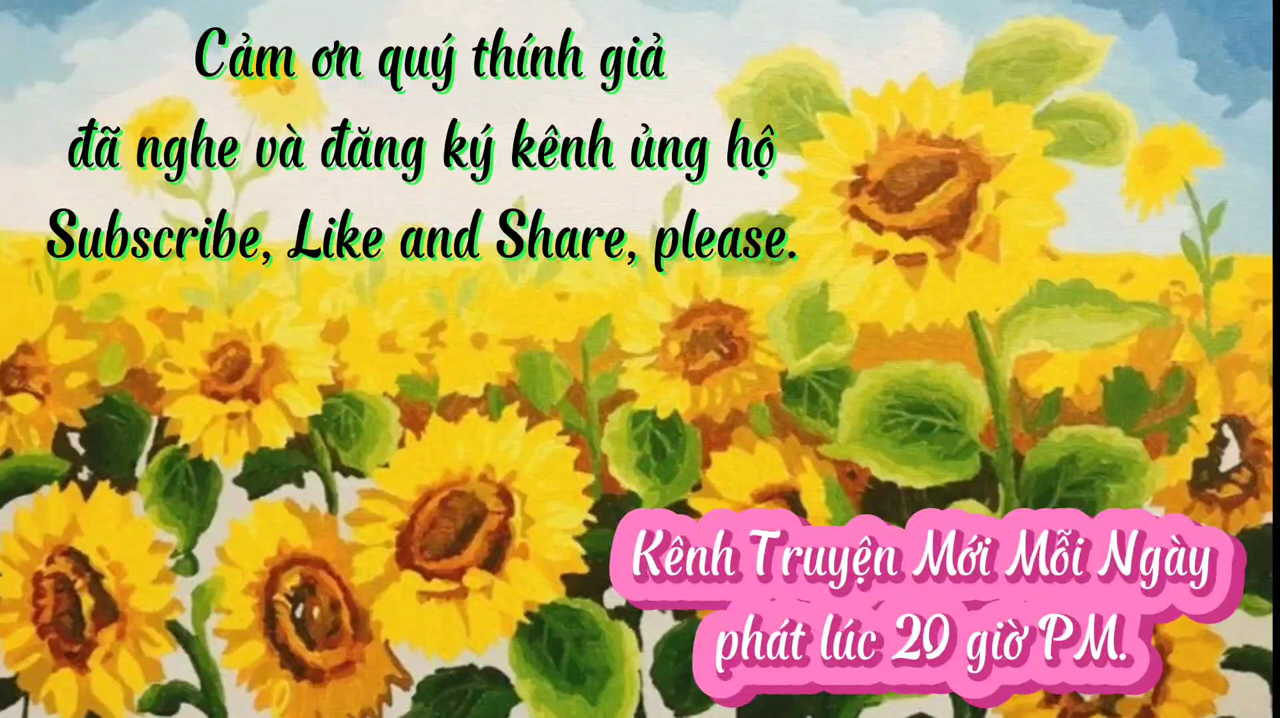 Cảm ơn quý thính giả
đã nghe và đăng ký kênh ủng hộ
Subscribe, Like and Share, please.
Kênh Truyện Mới Mỗi Ngày
phát lúc 20 giờ PM.